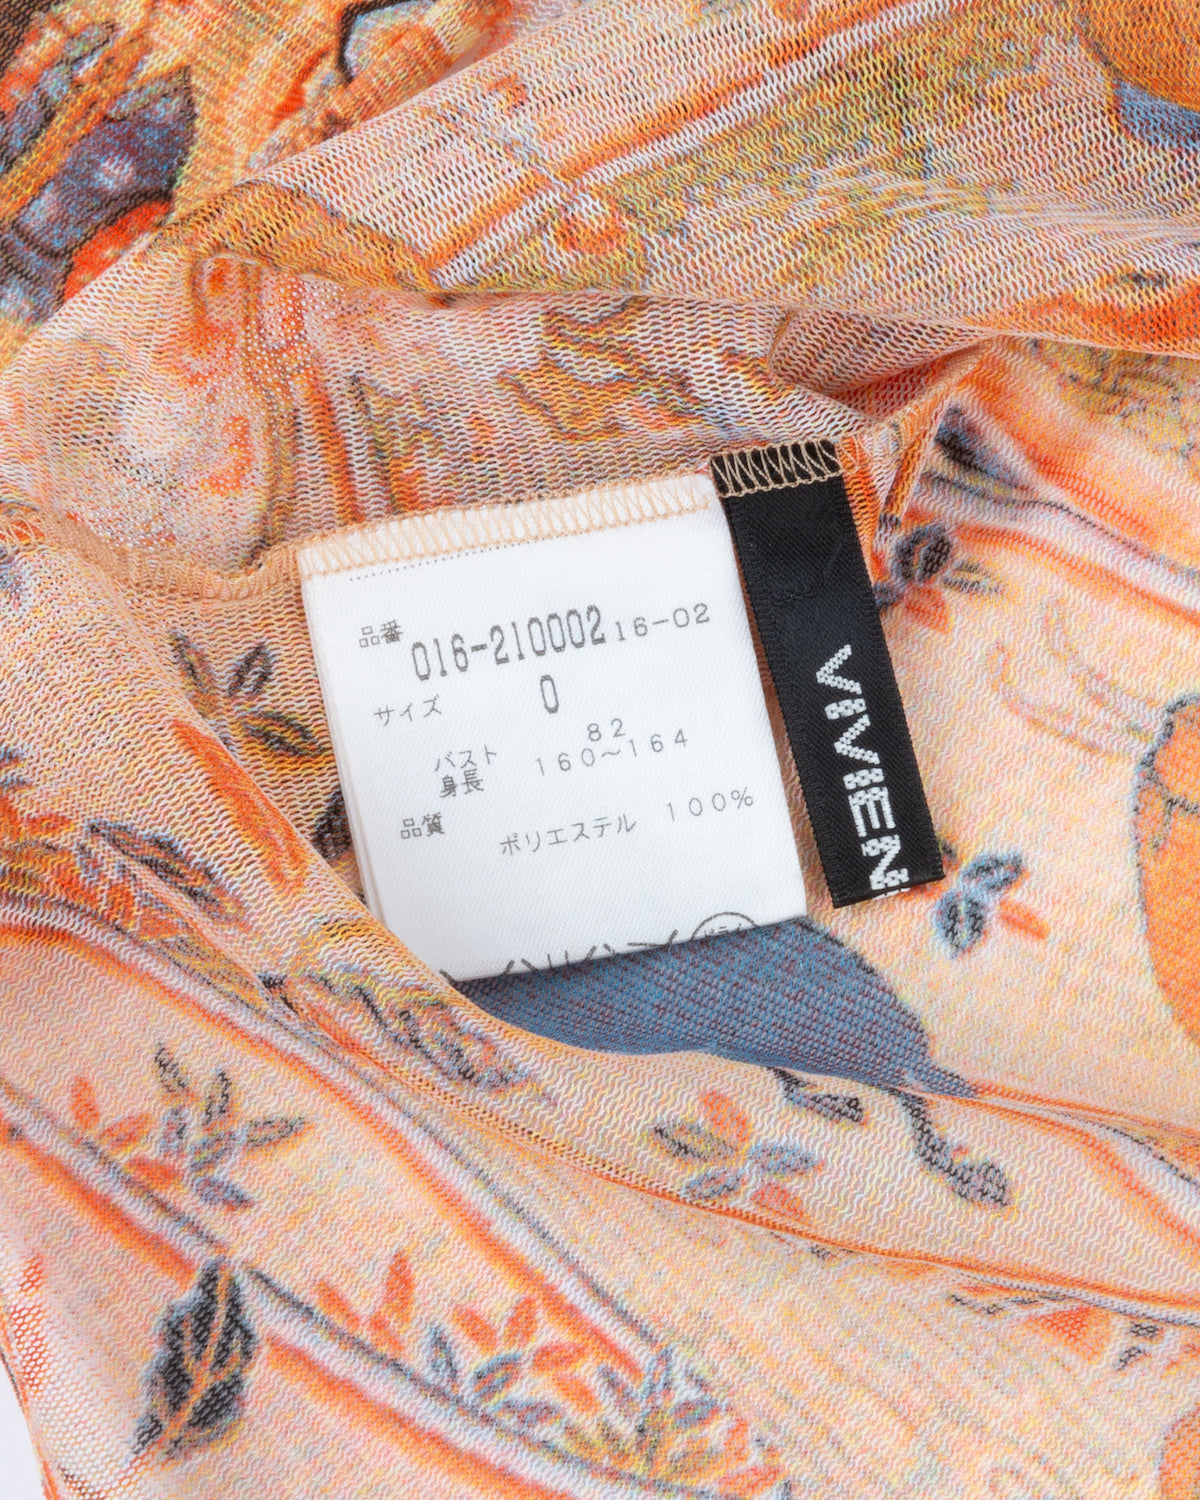 品番 016-210002 16-02
サイズ 0
バスト 82
身長 160〜164
品質
ポリエステル 100%
VIVIEN